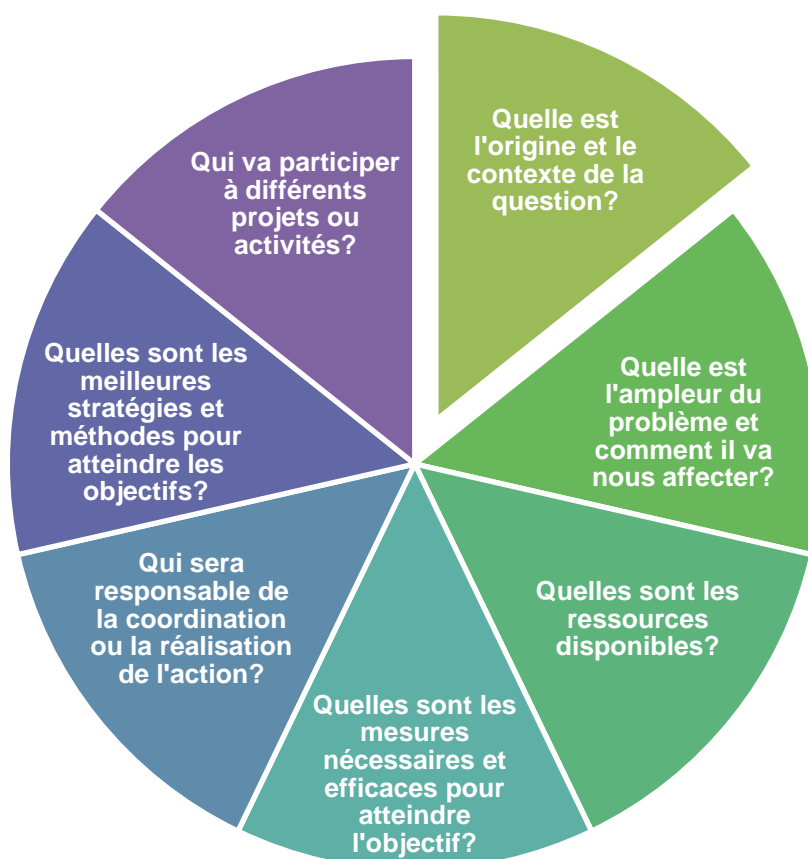 Quelle est
l'origine et le
contexte de la
question?
Quelle est
l'ampleur du
problème et
comment il va
nous affecter?
Quelles sont les
ressources
disponibles?
Quelles sont les
mesures
nécessaires et
efficaces pour
atteindre
l'objectif?
Qui sera
responsable de
la coordination
ou la réalisation
de l'action?
Quelles sont les
meilleures
stratégies et
méthodes pour
atteindre les
objectifs?
Qui va participer
à différents
projets ou
activités?